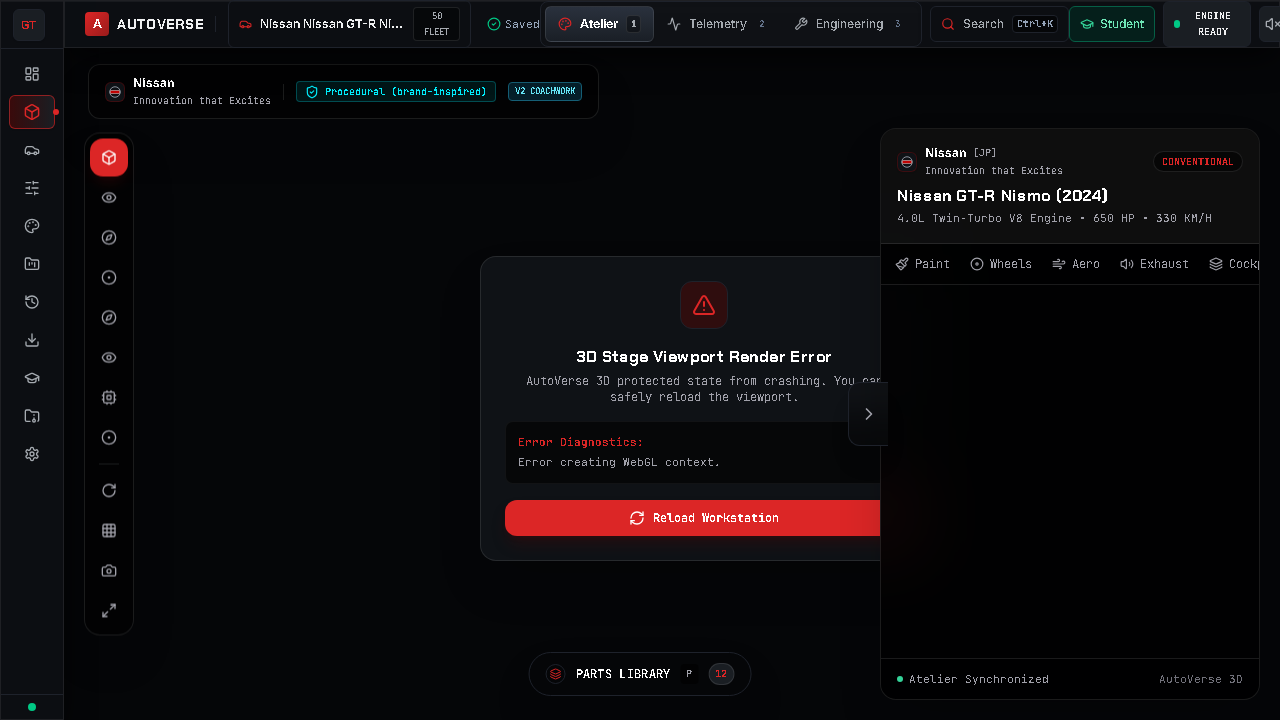 GT
A AUTOVERSE
Nissan Nissan GT-R Ni...
50
FLEET
Saved
Atelier 1
Telemetry 2
Engineering 3
Search Ctrl+K
Student
ENGINE
READY
Nissan
Innovation that Excites
Procedural (brand-inspired)
V2 COACHWORK
3D Stage Viewport Render Error
AutoVerse 3D protected state from crashing. You can
safely reload the viewport.
Error Diagnostics:
Error creating WebGL context.
Reload Workstation
PARTS LIBRARY P 12
Nissan [JP]
Innovation that Excites
CONVENTIONAL
Nissan GT-R Nismo (2024)
4.0L Twin-Turbo V8 Engine • 650 HP • 330 KM/H
Paint
Wheels
Aero
Exhaust
Cockp
Atelier Synchronized
AutoVerse 3D